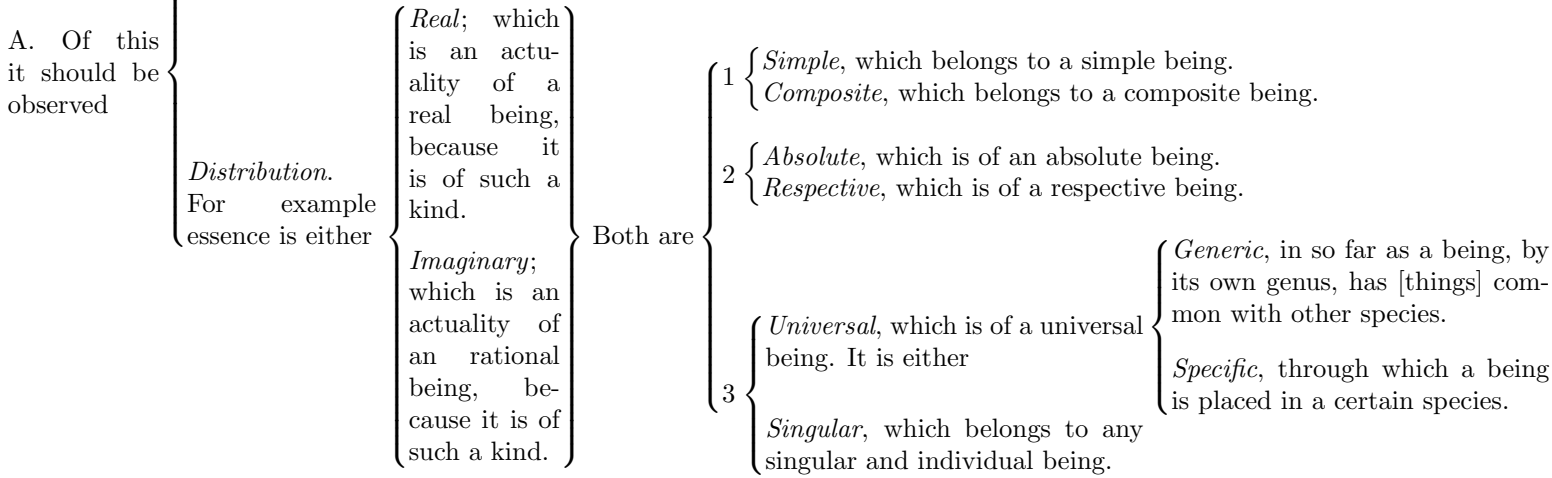 A. Of this
it should be
observed
Distribution.
For example
essence is either
Real; which
is an actu-
ality of a
real being,
because it
is of such a
kind.
Imaginary;
which is an
actuality of
an rational
being, be-
cause it is of
such a kind.
Both are
1
Simple, which belongs to a simple being.
Composite, which belongs to a composite being.
2
Absolute, which is of an absolute being.
Respective, which is of a respective being.
3
Universal, which is of a universal
being. It is either
Generic, in so far as a being, by
its own genus, has [things] com-
mon with other species.
Specific, through which a being
is placed in a certain species.
Singular, which belongs to any
singular and individual being.